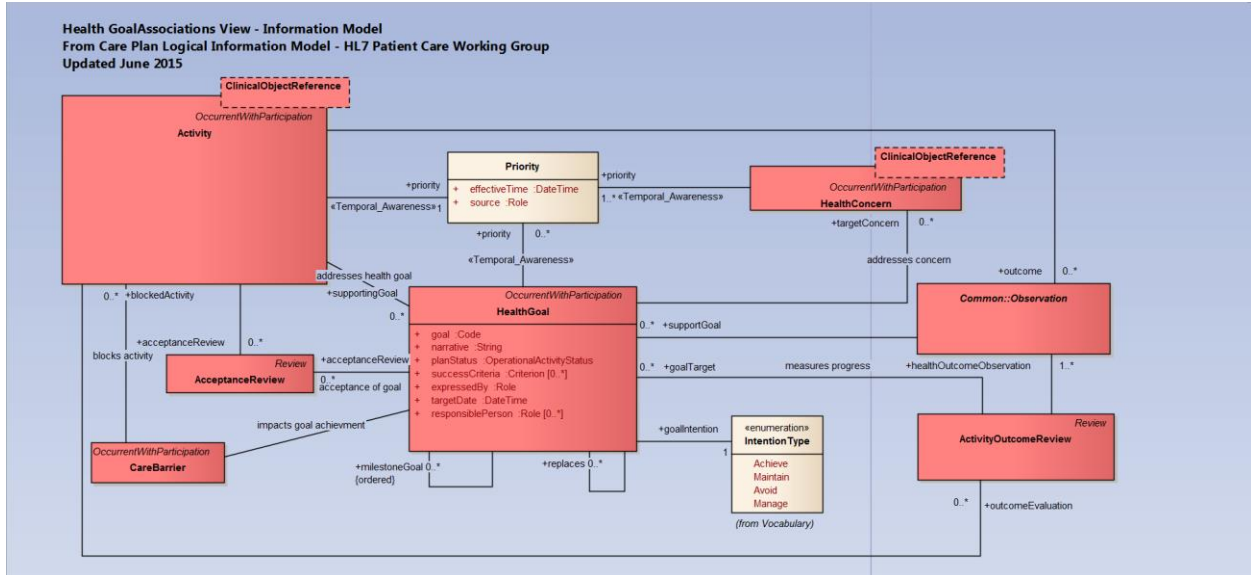 Health GoalAssociations View - Information Model
From Care Plan Logical Information Model - HL7 Patient Care Working Group
Updated June 2015
ClinicalObjectReference
OccurrentWithParticipation
Activity
Priority
+ effectiveTime :DateTime
+ source :Role
+priority
«Temporal_Awareness»
1
+priority
1..*
«Temporal_Awareness»
ClinicalObjectReference
OccurrentWithParticipation
HealthConcern
+priority
0..*
«Temporal_Awareness»
+targetConcern
0..*
addresses concern
addresses health goal
+supportingGoal
0..*
+outcome
0..*
OccurrentWithParticipation
HealthGoal
+ goal :Code
+ narrative :String
+ planStatus :OperationalActivityStatus
+ successCriteria :Criterion [0..*]
+ expressedBy :Role
+ targetDate :DateTime
+ responsiblePerson :Role [0..*]
Common::Observation
0..*
+blockedActivity
blocks activity
+acceptanceReview
0..*
Review
AcceptanceReview
+acceptanceReview
0..*
acceptance of goal
0..*
+supportGoal
0..*
+goalTarget
measures progress
+healthOutcomeObservation
1..*
impacts goal achievment
OccurrentWithParticipation
CareBarrier
+goalIntention
1
«enumeration»
IntentionType
Achieve
Maintain
Avoid
Manage
(from Vocabulary)
Review
ActivityOutcomeReview
+milestoneGoal
0..*
{ordered}
+replaces
0..*
0..*
+outcomeEvaluation